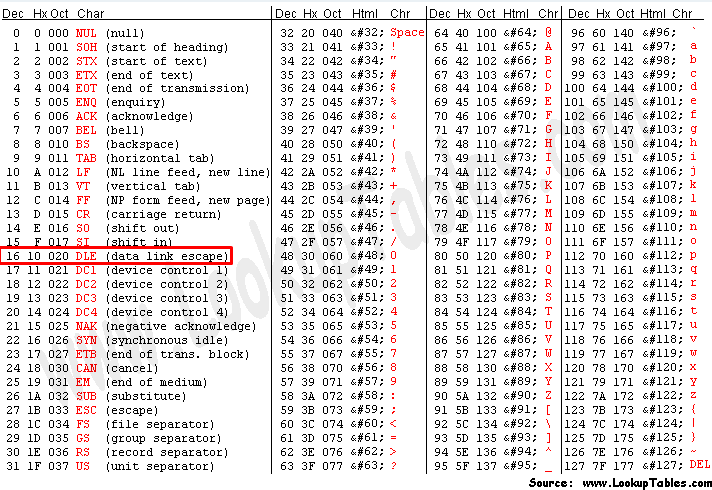 Dec Hx Oct Char Dec Hx Oct Html Chr Dec Hx Oct Html Chr Dec Hx Oct Html Chr
0 0 000 NUL (null) 32 20 040 &#32; Space 64 40 100 &#64; @ 96 60 140 &#96; `
1 1 001 SOH (start of heading) 33 21 041 &#33; ! 65 41 101 &#65; A 97 61 141 &#97; a
2 2 002 STX (start of text) 34 22 042 &#34; " 66 42 102 &#66; B 98 62 142 &#98; b
3 3 003 ETX (end of text) 35 23 043 &#35; # 67 43 103 &#67; C 99 63 143 &#99; c
4 4 004 EOT (end of transmission) 36 24 044 &#36; $ 68 44 104 &#68; D 100 64 144 &#100; d
5 5 005 ENQ (enquiry) 37 25 045 &#37; % 69 45 105 &#69; E 101 65 145 &#101; e
6 6 006 ACK (acknowledge) 38 26 046 &#38; & 70 46 106 &#70; F 102 66 146 &#102; f
7 7 007 BEL (bell) 39 27 047 &#39; ' 71 47 107 &#71; G 103 67 147 &#103; g
8 8 010 BS (backspace) 40 28 050 &#40; ( 72 48 110 &#72; H 104 68 150 &#104; h
9 9 011 TAB (horizontal tab) 41 29 051 &#41; ) 73 49 111 &#73; I 105 69 151 &#105; i
10 A 012 LF (NL line feed, new line) 42 2A 052 &#42; * 74 4A 112 &#74; J 106 6A 152 &#106; j
11 B 013 VT (vertical tab) 43 2B 053 &#43; + 75 4B 113 &#75; K 107 6B 153 &#107; k
12 C 014 FF (NP form feed, new page) 44 2C 054 &#44; , 76 4C 114 &#76; L 108 6C 154 &#108; l
13 D 015 CR (carriage return) 45 2D 055 &#45; - 77 4D 115 &#77; M 109 6D 155 &#109; m
14 E 016 SO (shift out) 46 2E 056 &#46; . 78 4E 116 &#78; N 110 6E 156 &#110; n
15 F 017 SI (shift in) 47 2F 057 &#47; / 79 4F 117 &#79; O 111 6F 157 &#111; o
16 10 020 DLE (data link escape) 48 30 060 &#48; 0 80 50 120 &#80; P 112 70 160 &#112; p
17 11 021 DC1 (device control 1) 49 31 061 &#49; 1 81 51 121 &#81; Q 113 71 161 &#113; q
18 12 022 DC2 (device control 2) 50 32 062 &#50; 2 82 52 122 &#82; R 114 72 162 &#114; r
19 13 023 DC3 (device control 3) 51 33 063 &#51; 3 83 53 123 &#83; S 115 73 163 &#115; s
20 14 024 DC4 (device control 4) 52 34 064 &#52; 4 84 54 124 &#84; T 116 74 164 &#116; t
21 15 025 NAK (negative acknowledge) 53 35 065 &#53; 5 85 55 125 &#85; U 117 75 165 &#117; u
22 16 026 SYN (synchronous idle) 54 36 066 &#54; 6 86 56 126 &#86; V 118 76 166 &#118; v
23 17 027 ETB (end of trans. block) 55 37 067 &#55; 7 87 57 127 &#87; W 119 77 167 &#119; w
24 18 030 CAN (cancel) 56 38 070 &#56; 8 88 58 130 &#88; X 120 78 170 &#120; x
25 19 031 EM (end of medium) 57 39 071 &#57; 9 89 59 131 &#89; Y 121 79 171 &#121; y
26 1A 032 SUB (substitute) 58 3A 072 &#58; : 90 5A 132 &#90; Z 122 7A 172 &#122; z
27 1B 033 ESC (escape) 59 3B 073 &#59; ; 91 5B 133 &#91; [ 123 7B 173 &#123; {
28 1C 034 FS (file separator) 60 3C 074 &#60; < 92 5C 134 &#92; \ 124 7C 174 &#124; |
29 1D 035 GS (group separator) 61 3D 075 &#61; = 93 5D 135 &#93; ] 125 7D 175 &#125; }
30 1E 036 RS (record separator) 62 3E 076 &#62; > 94 5E 136 &#94; ^ 126 7E 176 &#126; ~
31 1F 037 US (unit separator) 63 3F 077 &#63; ? 95 5F 137 &#95; _ 127 7F 177 &#127; DEL
Source: www.LookupTables.com
www.LookupTables.com